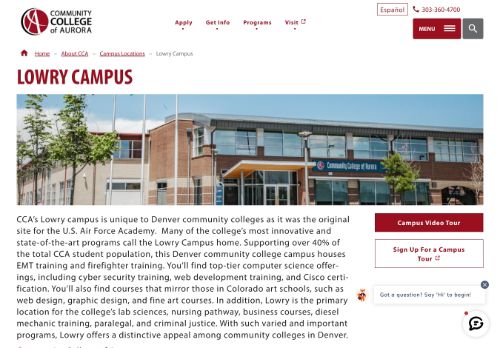 COMMUNITY
COLLEGE
of AURORA
Español
303-360-4700
Apply
Get Info
Programs
Visit
MENU
Home » About CCA » Campus Locations » Lowry Campus
LOWRY CAMPUS
Community College of Aurora
CCA's Lowry campus is unique to Denver community colleges as it was the original
site for the U.S. Air Force Academy. Many of the college's most innovative and
state-of-the-art programs call the Lowry Campus home. Supporting over 40% of
the total CCA student population, this Denver community college campus houses
EMT training and firefighter training. You'll find top-tier computer science offer-
ings, including cyber security training, web development training, and Cisco certi-
fication. You'll also find courses that mirror those in Colorado art schools, such as
web design, graphic design, and fine art courses. In addition, Lowry is the primary
location for the college's lab sciences, nursing pathway, business courses, diesel
mechanic training, paralegal, and criminal justice. With such varied and important
programs, Lowry offers a distinctive appeal among community colleges in Denver.
Campus Video Tour
Sign Up For a Campus
Tour
Got a question? Say "Hi" to begin!